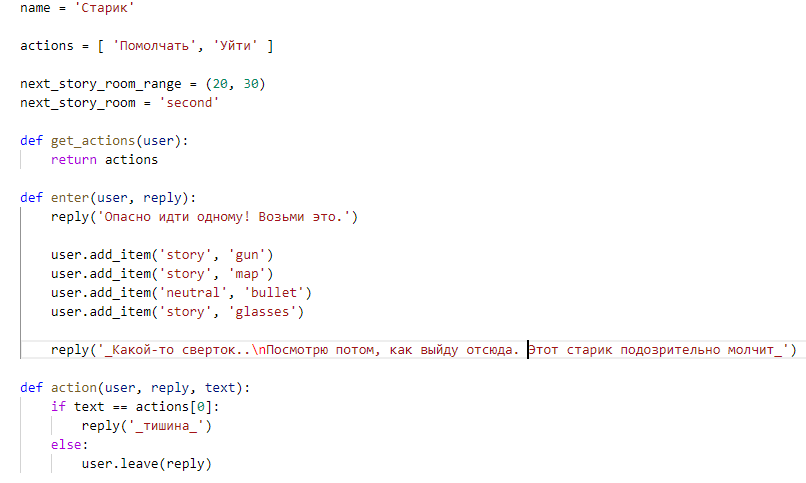 name = 'Старик'
actions = [ 'Помолчать', 'Уйти' ]
next_story_room_range = (20, 30)
next_story_room = 'second'
def get_actions(user):
    return actions
def enter(user, reply):
    reply('Опасно идти одному! Возьми это.')
    user.add_item('story', 'gun')
    user.add_item('story', 'map')
    user.add_item('neutral', 'bullet')
    user.add_item('story', 'glasses')
    reply('_Какой-то сверток..\nПосмотрю потом, как выйду отсюда. Этот старик подозрительно молчит_')
def action(user, reply, text):
    if text == actions[0]:
        reply('_тишина_')
    else:
        user.leave(reply)